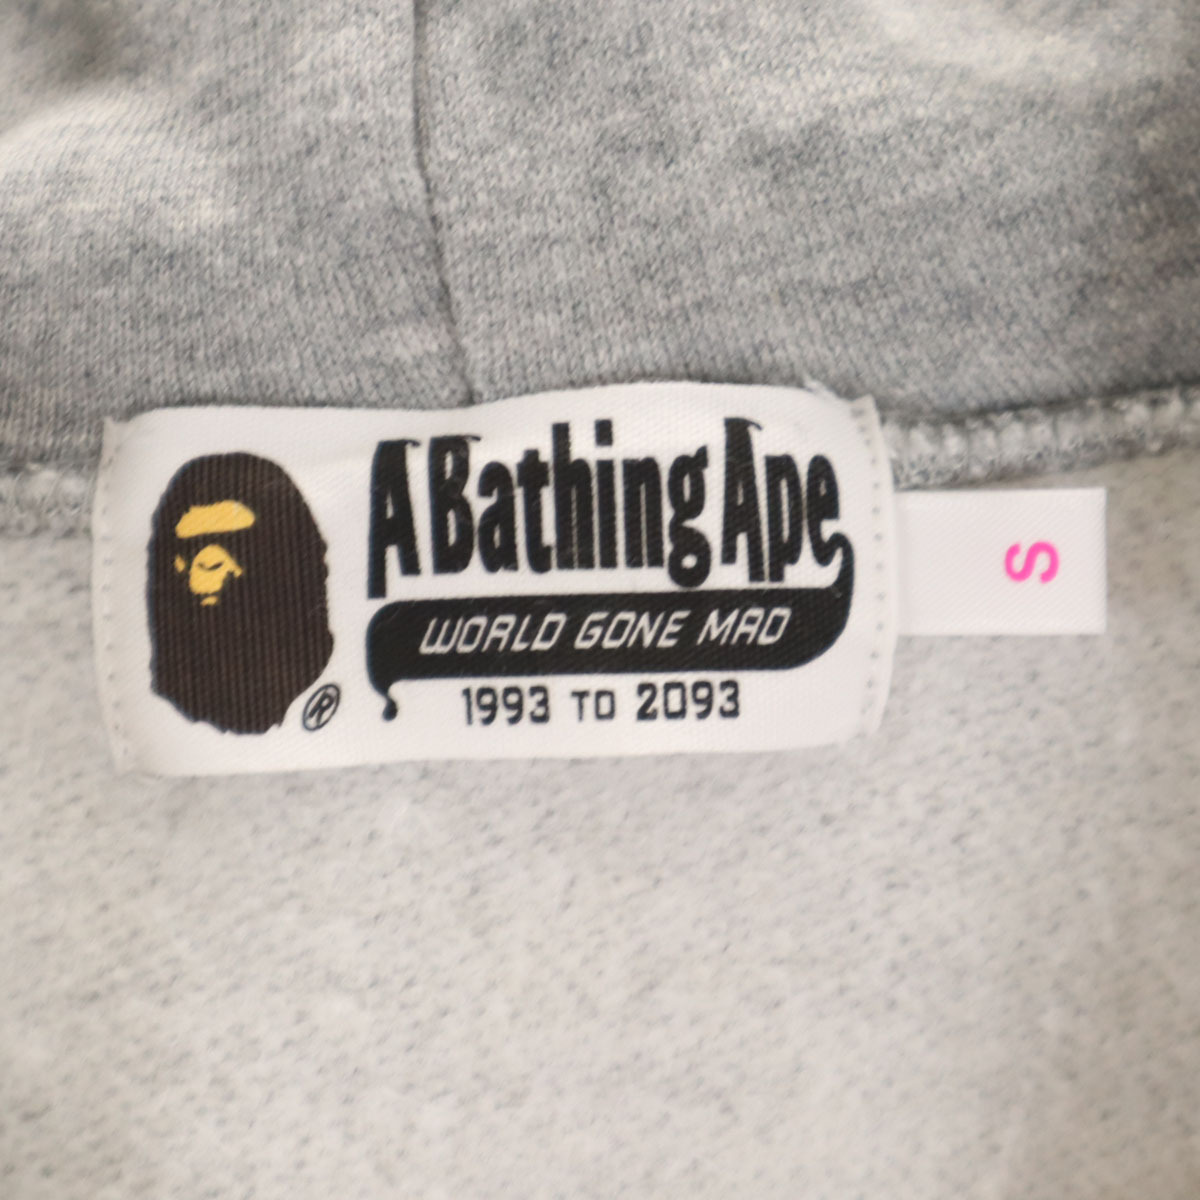 A Bathing Ape
WORLD GONE MAD
1993 TO 2093
®
S